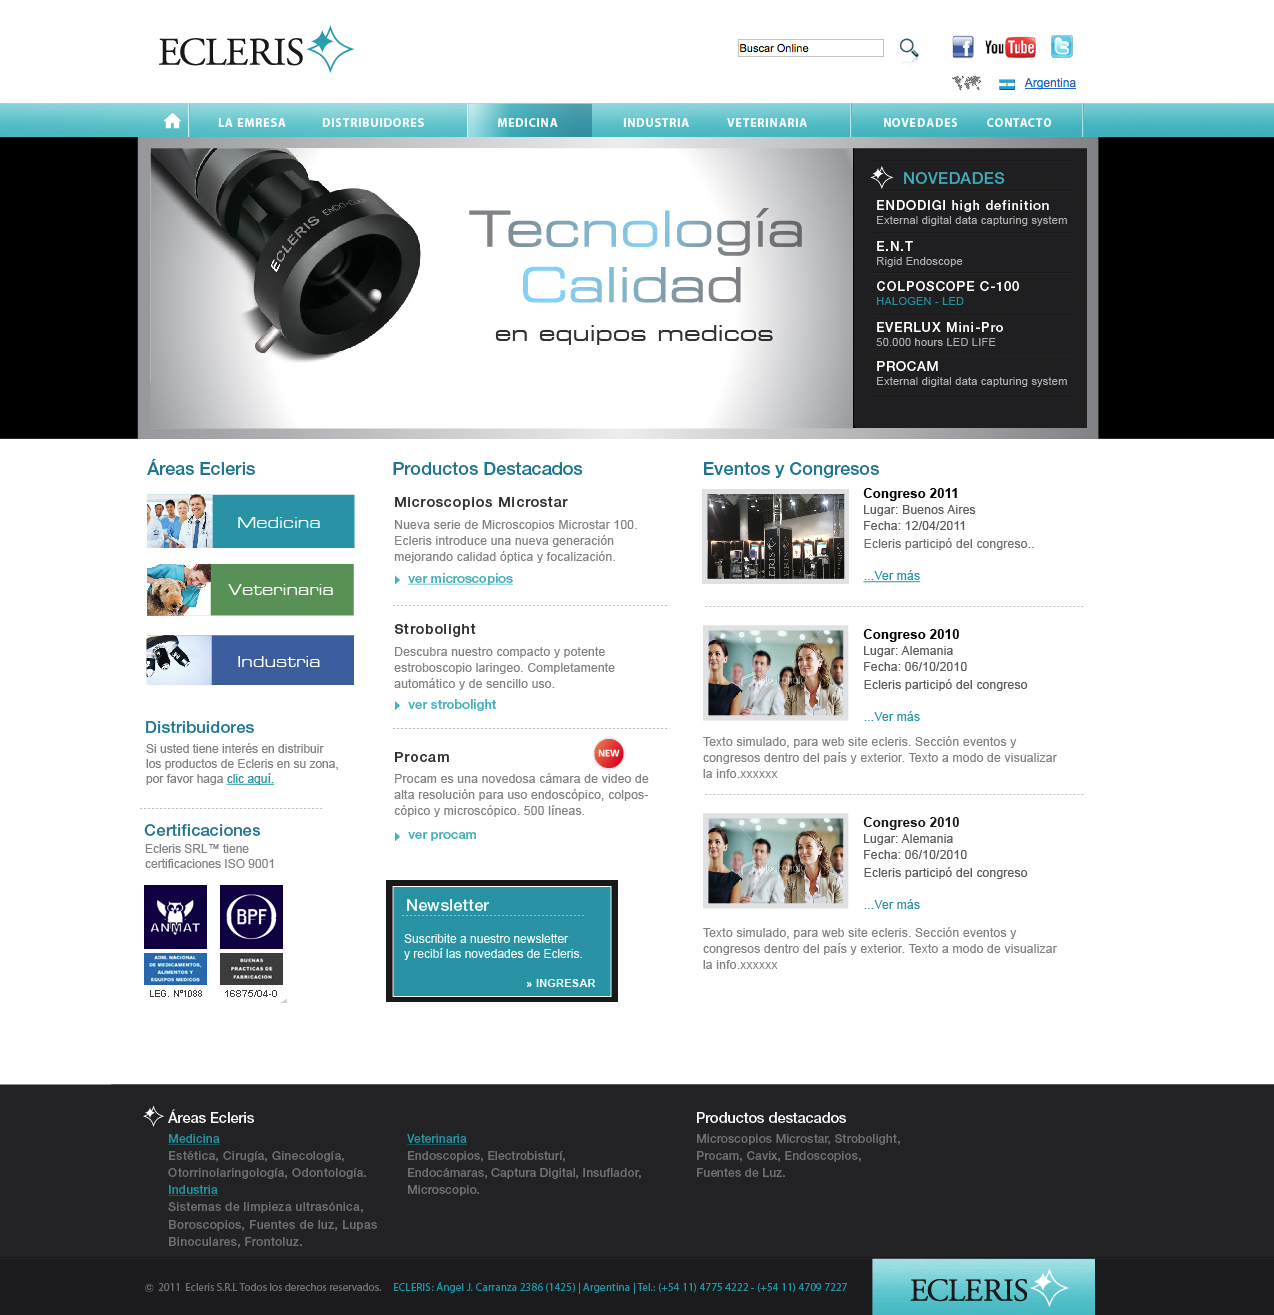 ECLERIS
Buscar Online
You Tube
Argentina
LA EMRESA
DISTRIBUIDORES
MEDICINA
INDUSTRIA
VETERINARIA
NOVEDADES
CONTACTO
ECLERIS ENDO-Coup
Tecnología
Calidad
en equipos medicos
NOVEDADES
ENDODIGI high definition
External digital data capturing system
E.N.T
Rigid Endoscope
COLPOSCOPE C-100
HALOGEN - LED
EVERLUX Mini-Pro
50.000 hours LED LIFE
PROCAM
External digital data capturing system
Áreas Ecleris
Medicina
Veterinaria
Industria
Distribuidores
Si usted tiene interés en distribuir
los productos de Ecleris en su zona,
por favor haga clic aquí.
Certificaciones
Ecleris SRL™ tiene
certificaciones ISO 9001
ANMAT
ADM. NACIONAL
DE MEDICAMENTOS,
ALIMENTOS Y
EQUIPOS MEDICOS
LEG. Nº1088
BPF
BUENAS
PRACTICAS DE
FABRICACION
16875/04-0
Productos Destacados
Microscopios Microstar
Nueva serie de Microscopios Microstar 100.
Ecleris introduce una nueva generación
mejorando calidad óptica y focalización.
ver microscopios
Strobolight
Descubra nuestro compacto y potente
estroboscopio laringeo. Completamente
automático y de sencillo uso.
ver strobolight
Procam
NEW
Procam es una novedosa cámara de video de
alta resolución para uso endoscópico, colpos-
cópico y microscópico. 500 líneas.
ver procam
Newsletter
Suscribite a nuestro newsletter
y recibí las novedades de Ecleris.
» INGRESAR
Eventos y Congresos
ECLERIS
Congreso 2011
Lugar: Buenos Aires
Fecha: 12/04/2011
Ecleris participó del congreso..
...Ver más
Congreso 2010
Lugar: Alemania
Fecha: 06/10/2010
Ecleris participó del congreso
...Ver más
Texto simulado, para web site ecleris. Sección eventos y
congresos dentro del país y exterior. Texto a modo de visualizar
la info.xxxxxx
Congreso 2010
Lugar: Alemania
Fecha: 06/10/2010
Ecleris participó del congreso
...Ver más
Texto simulado, para web site ecleris. Sección eventos y
congresos dentro del país y exterior. Texto a modo de visualizar
la info.xxxxxx
Áreas Ecleris
Medicina
Estética, Cirugía, Ginecología,
Otorrinolaringología, Odontología.
Industria
Sistemas de limpieza ultrasónica,
Boroscopios, Fuentes de luz, Lupas
Binoculares, Frontoluz.
Veterinaria
Endoscopios, Electrobisturí,
Endocámaras, Captura Digital, Insuflador,
Microscopio.
Productos destacados
Microscopios Microstar, Strobolight,
Procam, Cavix, Endoscopios,
Fuentes de Luz.
© 2011 Ecleris S.R.L Todos los derechos reservados.
ECLERIS: Ángel J. Carranza 2386 (1425) | Argentina | Tel.: (+54 11) 4775 4222 - (+54 11) 4709 7227
ECLERIS